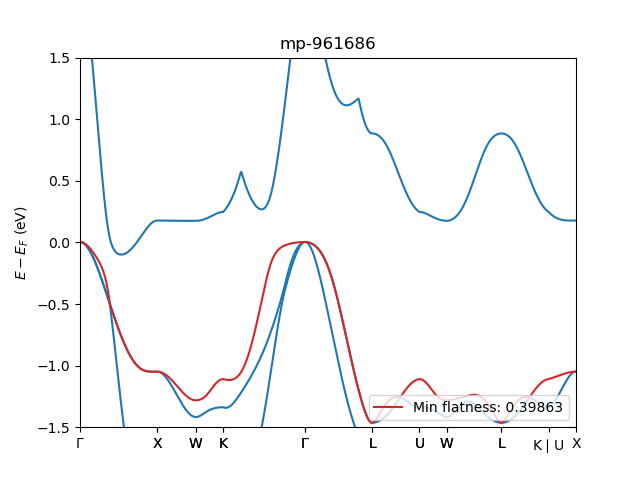 mp-961686
E − E_F (eV)
1.5
1.0
0.5
0.0
−0.5
−1.0
−1.5
Min flatness: 0.39863
Γ X W K Γ L U W L K | U X